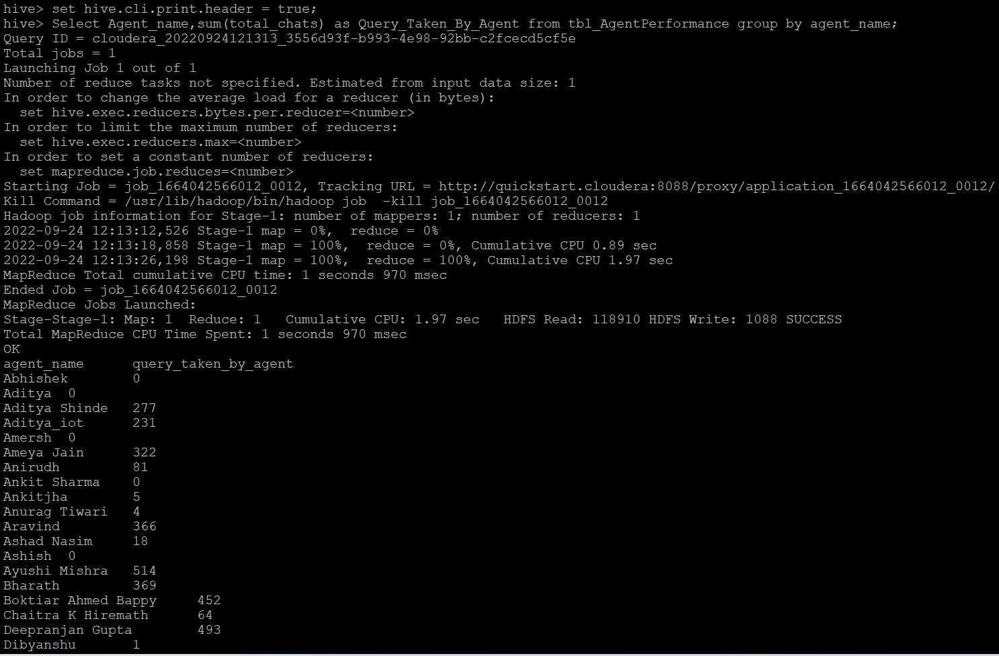 hive> set hive.cli.print.header = true;
hive> Select Agent_name,sum(total_chats) as Query_Taken_By_Agent from tbl_AgentPerformance group by agent_name;
Query ID = cloudera_20220924121313_3556d93f-b993-4e98-92bb-c2fcecd5cf5e
Total jobs = 1
Launching Job 1 out of 1
Number of reduce tasks not specified. Estimated from input data size: 1
In order to change the average load for a reducer (in bytes):
  set hive.exec.reducers.bytes.per.reducer=<number>
In order to limit the maximum number of reducers:
  set hive.exec.reducers.max=<number>
In order to set a constant number of reducers:
  set mapreduce.job.reduces=<number>
Starting Job = job_1664042566012_0012, Tracking URL = http://quickstart.cloudera:8088/proxy/application_1664042566012_0012/
Kill Command = /usr/lib/hadoop/bin/hadoop job  -kill job_1664042566012_0012
Hadoop job information for Stage-1: number of mappers: 1; number of reducers: 1
2022-09-24 12:13:12,526 Stage-1 map = 0%,  reduce = 0%
2022-09-24 12:13:18,858 Stage-1 map = 100%,  reduce = 0%, Cumulative CPU 0.89 sec
2022-09-24 12:13:26,198 Stage-1 map = 100%,  reduce = 100%, Cumulative CPU 1.97 sec
MapReduce Total cumulative CPU time: 1 seconds 970 msec
Ended Job = job_1664042566012_0012
MapReduce Jobs Launched:
Stage-Stage-1: Map: 1  Reduce: 1   Cumulative CPU: 1.97 sec   HDFS Read: 118910 HDFS Write: 1088 SUCCESS
Total MapReduce CPU Time Spent: 1 seconds 970 msec
OK
agent_name      query_taken_by_agent
Abhishek        0
Aditya  0
Aditya Shinde   277
Aditya_iot      231
Amersh  0
Ameya Jain      322
Anirudh         81
Ankit Sharma    0
Ankitjha        5
Anurag Tiwari   4
Aravind         366
Ashad Nasim     18
Ashish  0
Ayushi Mishra   514
Bharath         369
Boktiar Ahmed Bappy     452
Chaitra K Hiremath      64
Deepranjan Gupta        493
Dibyanshu       1